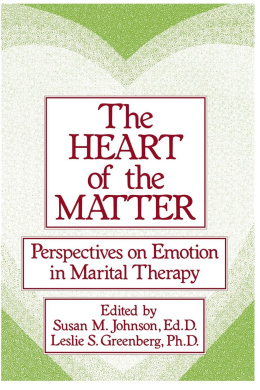 The
HEART
of the
MATTER
Perspectives on Emotion
in Marital Therapy
Edited by
Susan M. Johnson, Ed.D.
Leslie S. Greenberg, Ph.D.